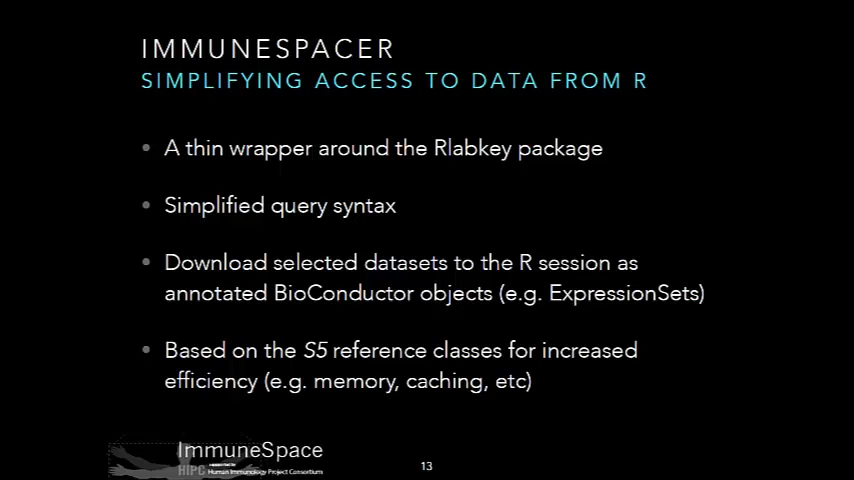 IMMUNESPACER
SIMPLIFYING ACCESS TO DATA FROM R
• A thin wrapper around the Rlabkey package
• Simplified query syntax
• Download selected datasets to the R session as
annotated BioConductor objects (e.g. ExpressionSets)
• Based on the S5 reference classes for increased
efficiency (e.g. memory, caching, etc)
ImmuneSpace
HIPC Human Immunology Project Consortium
13